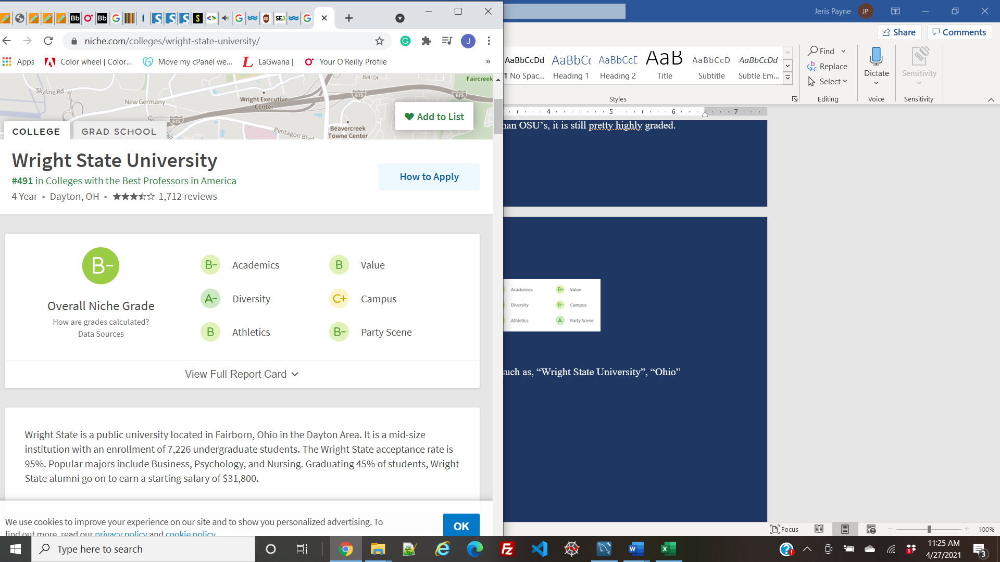 niche.com/colleges/wright-state-university/
Apps
Color wheel | Color...
Move my cPanel we...
LaGwana |
Your O'Reilly Profile
»
Bell Dr
Faircreek
Skyline Rd
New Germany
Wright Executive
Center
675
675
675
Add to List
Beavercreek
Towne Center
Pentagon Blvd
COLLEGE
GRAD SCHOOL
Wright State University
#491 in Colleges with the Best Professors in America
4 Year • Dayton, OH • 1,712 reviews
How to Apply
B-
Overall Niche Grade
How are grades calculated?
Data Sources
B- Academics
B Value
A- Diversity
C+ Campus
B Athletics
B- Party Scene
View Full Report Card
Wright State is a public university located in Fairborn, Ohio in the Dayton Area. It is a mid-size
institution with an enrollment of 7,226 undergraduate students. The Wright State acceptance rate is
95%. Popular majors include Business, Psychology, and Nursing. Graduating 45% of students, Wright
State alumni go on to earn a starting salary of $31,800.
We use cookies to improve your experience on our site and to show you personalized advertising. To
find out more, read our privacy policy and cookie policy.
OK
Jeris Payne JP
Share
Comments
AaBbCcDd
AaBbCc
AaBbCcD
AaB
AaBbCcD
AaBbCcDd
¶ No Spac...
Heading 1
Heading 2
Title
Subtitle
Subtle Em...
Styles
Find
Replace
Select
Editing
Dictate
Voice
Sensitivity
Sensitivity
4 5 6 7
han OSU's, it is still pretty highly graded.
Academics
B+ Value
Diversity
B- Campus
Athletics
A Party Scene
such as, “Wright State University”, “Ohio”
Focus
100%
Type here to search
11:25 AM
4/27/2021
3